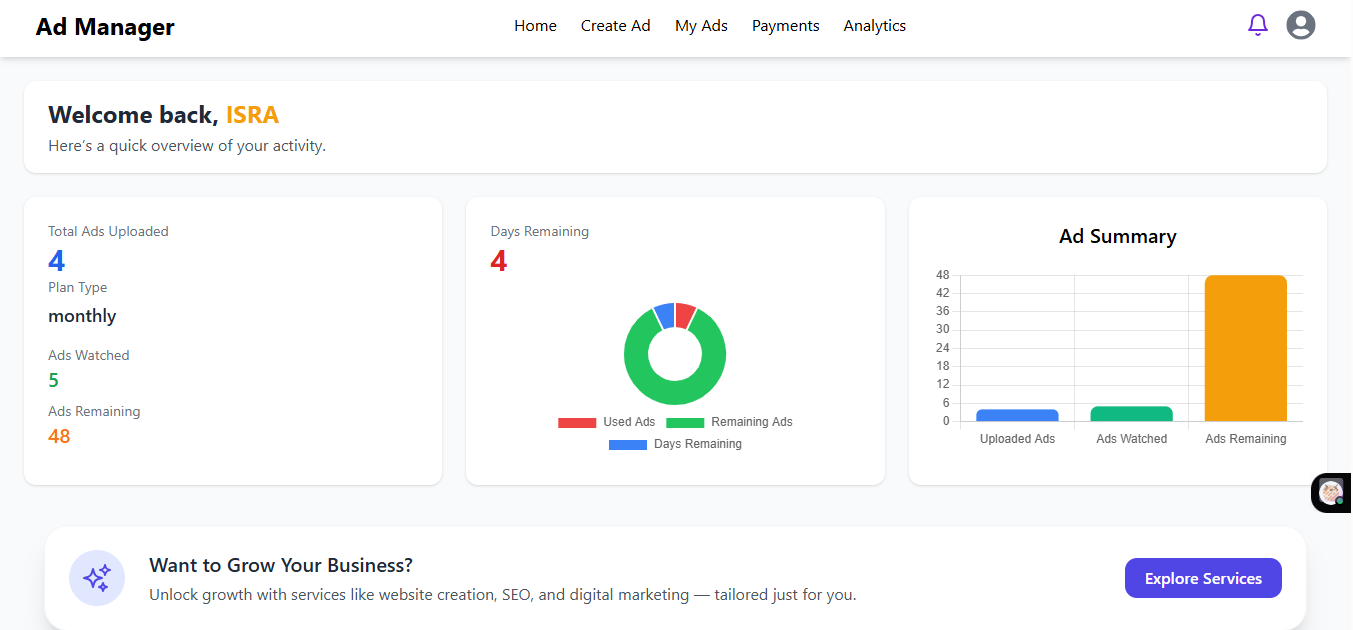 Ad Manager
Home Create Ad My Ads Payments Analytics
Welcome back, ISRA
Here’s a quick overview of your activity.
Total Ads Uploaded
4
Plan Type
monthly
Ads Watched
5
Ads Remaining
48
Days Remaining
4
Used Ads Remaining Ads
Days Remaining
Ad Summary
48
42
36
30
24
18
12
6
0
Uploaded Ads Ads Watched Ads Remaining
Want to Grow Your Business?
Unlock growth with services like website creation, SEO, and digital marketing — tailored just for you.
Explore Services